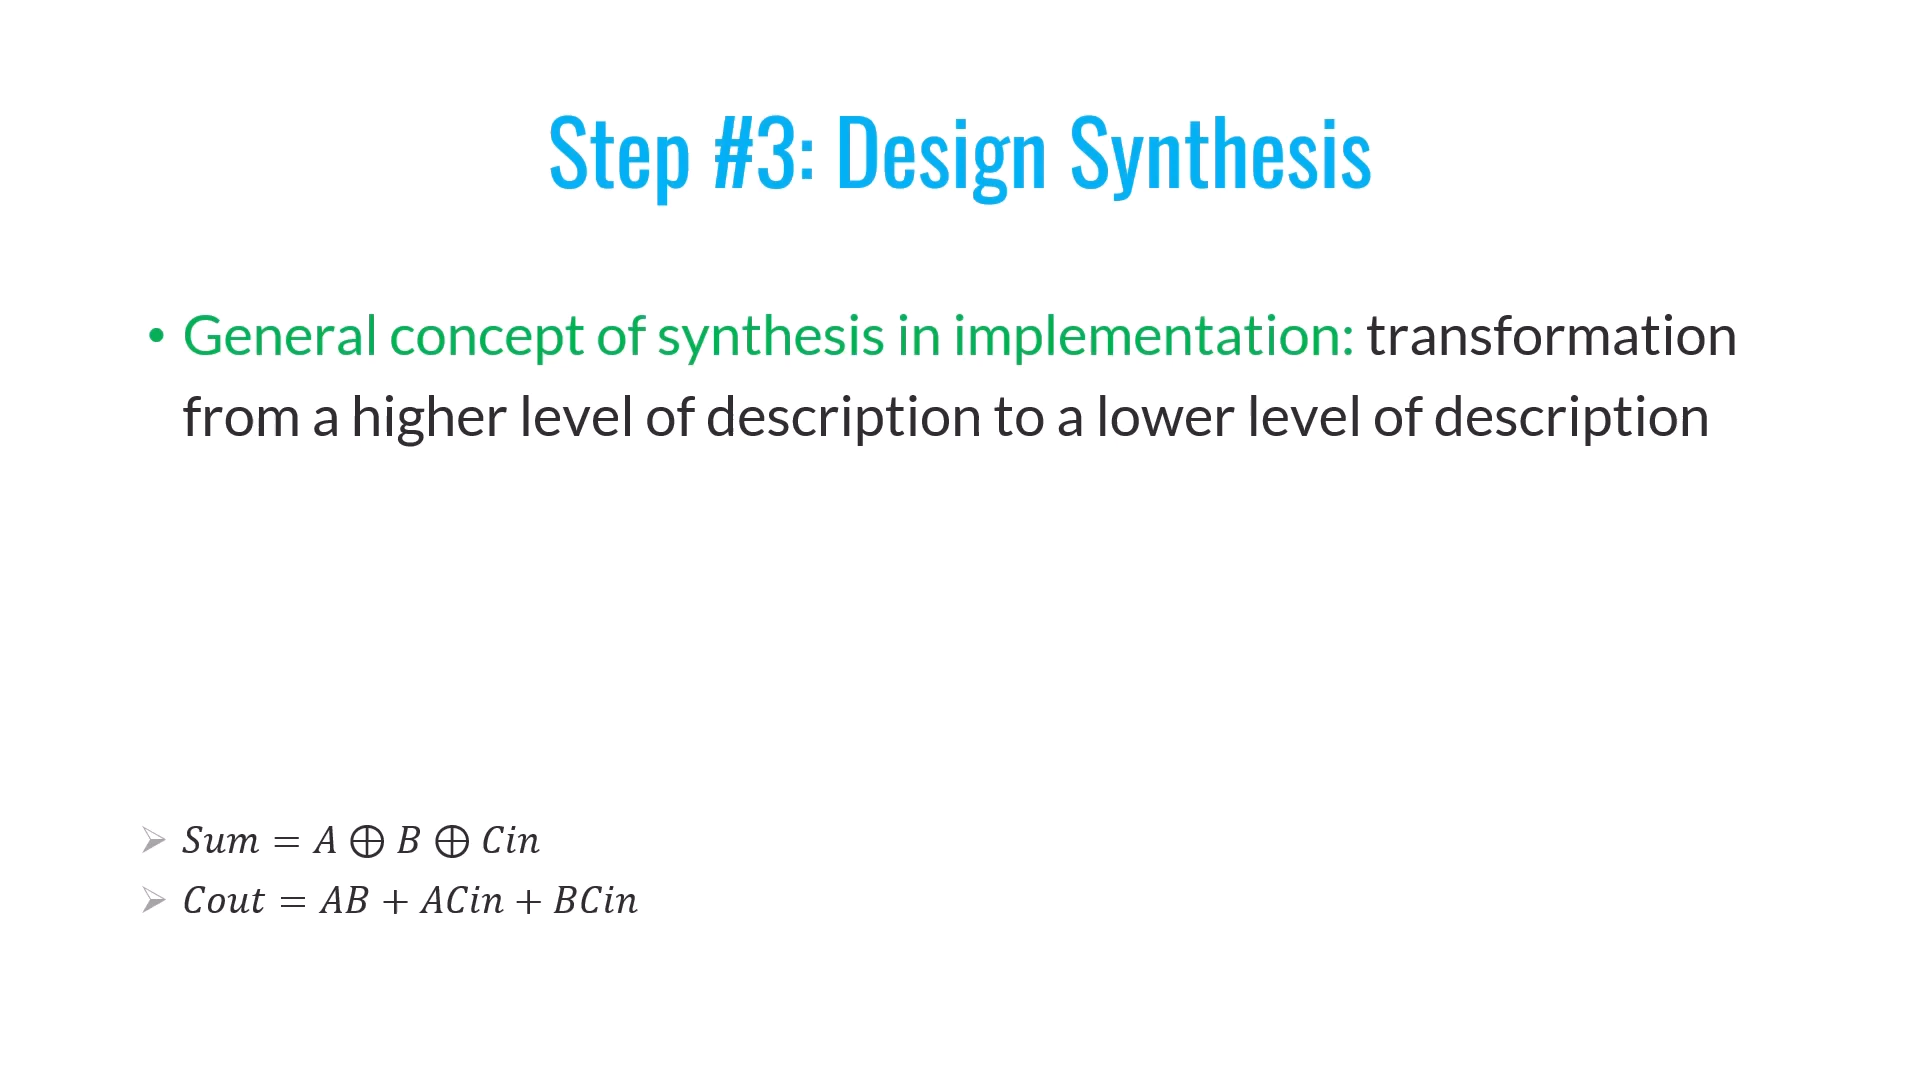 Step #3: Design Synthesis
• General concept of synthesis in implementation: transformation
from a higher level of description to a lower level of description
➢ Sum = A ⊕ B ⊕ Cin
➢ Cout = AB + ACin + BCin